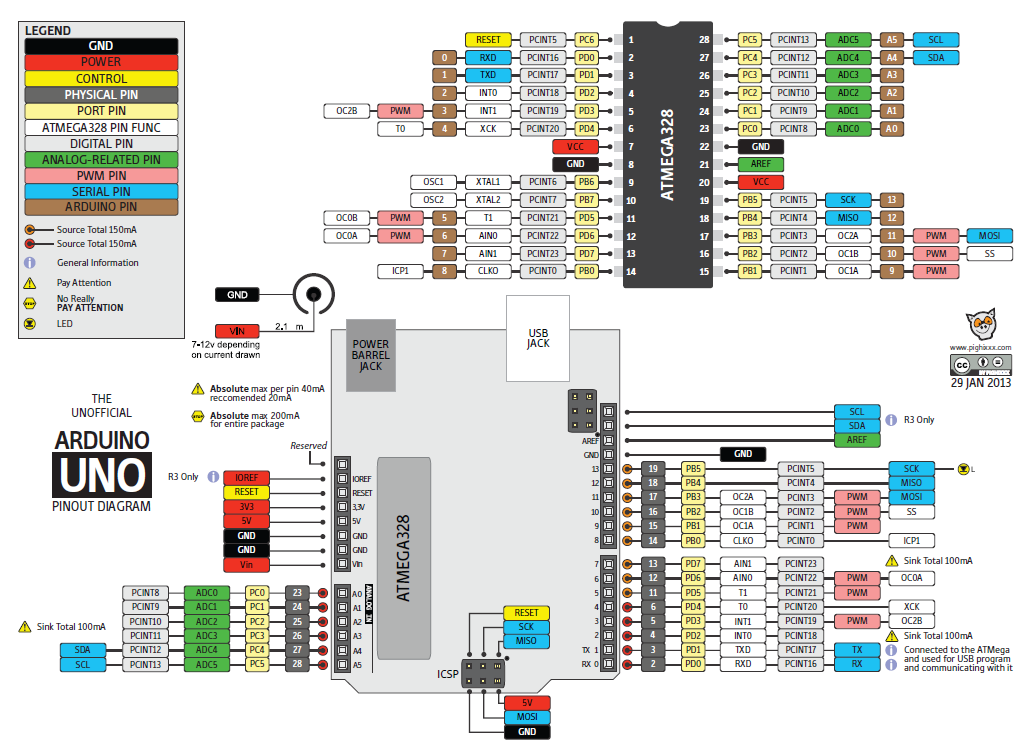 LEGEND
GND
POWER
CONTROL
PHYSICAL PIN
PORT PIN
ATMEGA328 PIN FUNC
DIGITAL PIN
ANALOG-RELATED PIN
PWM PIN
SERIAL PIN
ARDUINO PIN
Source Total 150mA
Source Total 150mA
General Information
Pay Attention
No Really
PAY ATTENTION
LED
ATMEGA328
RESET PCINT5 PC6 1
0 RXD PCINT16 PD0 2
1 TXD PCINT17 PD1 3
2 INT0 PCINT18 PD2 4
OC2B PWM 3 INT1 PCINT19 PD3 5
T0 4 XCK PCINT20 PD4 6
VCC 7
GND 8
OSC1 XTAL1 PCINT6 PB6 9
OSC2 XTAL2 PCINT7 PB7 10
OC0B PWM 5 T1 PCINT21 PD5 11
OC0A PWM 6 AIN0 PCINT22 PD6 12
7 AIN1 PCINT23 PD7 13
ICP1 8 CLKO PCINT0 PB0 14
28 PC5 PCINT13 ADC5 A5 SCL
27 PC4 PCINT12 ADC4 A4 SDA
26 PC3 PCINT11 ADC3 A3
25 PC2 PCINT10 ADC2 A2
24 PC1 PCINT9 ADC1 A1
23 PC0 PCINT8 ADC0 A0
22 GND
21 AREF
20 VCC
19 PB5 PCINT5 SCK 13
18 PB4 PCINT4 MISO 12
17 PB3 PCINT3 OC2A 11 PWM MOSI
16 PB2 PCINT2 OC1B 10 PWM SS
15 PB1 PCINT1 OC1A 9 PWM
GND
VIN
2.1 m
7-12v depending
on current drawn
POWER
BARREL
JACK
USB
JACK
www.pighixxx.com
cc
29 JAN 2013
Absolute max per pin 40mA
reccomended 20mA
Absolute max 200mA
for entire package
THE
UNOFFICIAL
ARDUINO
UNO
PINOUT DIAGRAM
Reserved
R3 Only
IOREF IOREF
RESET RESET
3V3 3,3V
5V 5V
GND GND
GND GND
Vin Vin
ATMEGA328
ANALOG IN
PCINT8 ADC0 PC0 23 A0
PCINT9 ADC1 PC1 24 A1
PCINT10 ADC2 PC2 25 A2
PCINT11 ADC3 PC3 26 A3
SDA PCINT12 ADC4 PC4 27 A4
SCL PCINT13 ADC5 PC5 28 A5
Sink Total 100mA
SCL
SDA
R3 Only
AREF AREF
GND GND
13 19 PB5 PCINT5 SCK L
12 18 PB4 PCINT4 MISO
11 17 PB3 OC2A PCINT3 PWM MOSI
10 16 PB2 OC1B PCINT2 PWM SS
9 15 PB1 OC1A PCINT1 PWM
8 14 PB0 CLKO PCINT0 ICP1
Sink Total 100mA
7 13 PD7 AIN1 PCINT23
6 12 PD6 AIN0 PCINT22 PWM OC0A
5 11 PD5 T1 PCINT21 PWM
4 6 PD4 T0 PCINT20 XCK
3 5 PD3 INT1 PCINT19 PWM OC2B
2 4 PD2 INT0 PCINT18
Sink Total 100mA
TX 1 3 PD1 TXD PCINT17 TX
RX 0 2 PD0 RXD PCINT16 RX
Connected to the ATMega
and used for USB program
and communicating with it
RESET
SCK
MISO
ICSP
5V
MOSI
GND